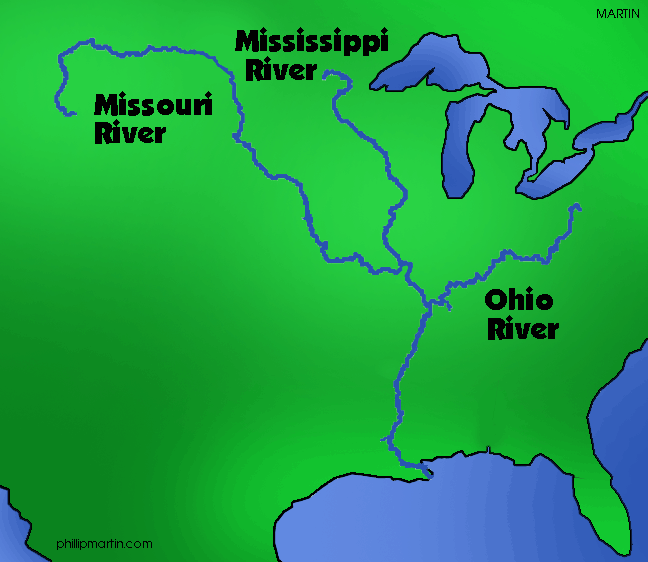 MARTIN
Mississippi
River
Missouri
River
Ohio
River
phillipmartin.com